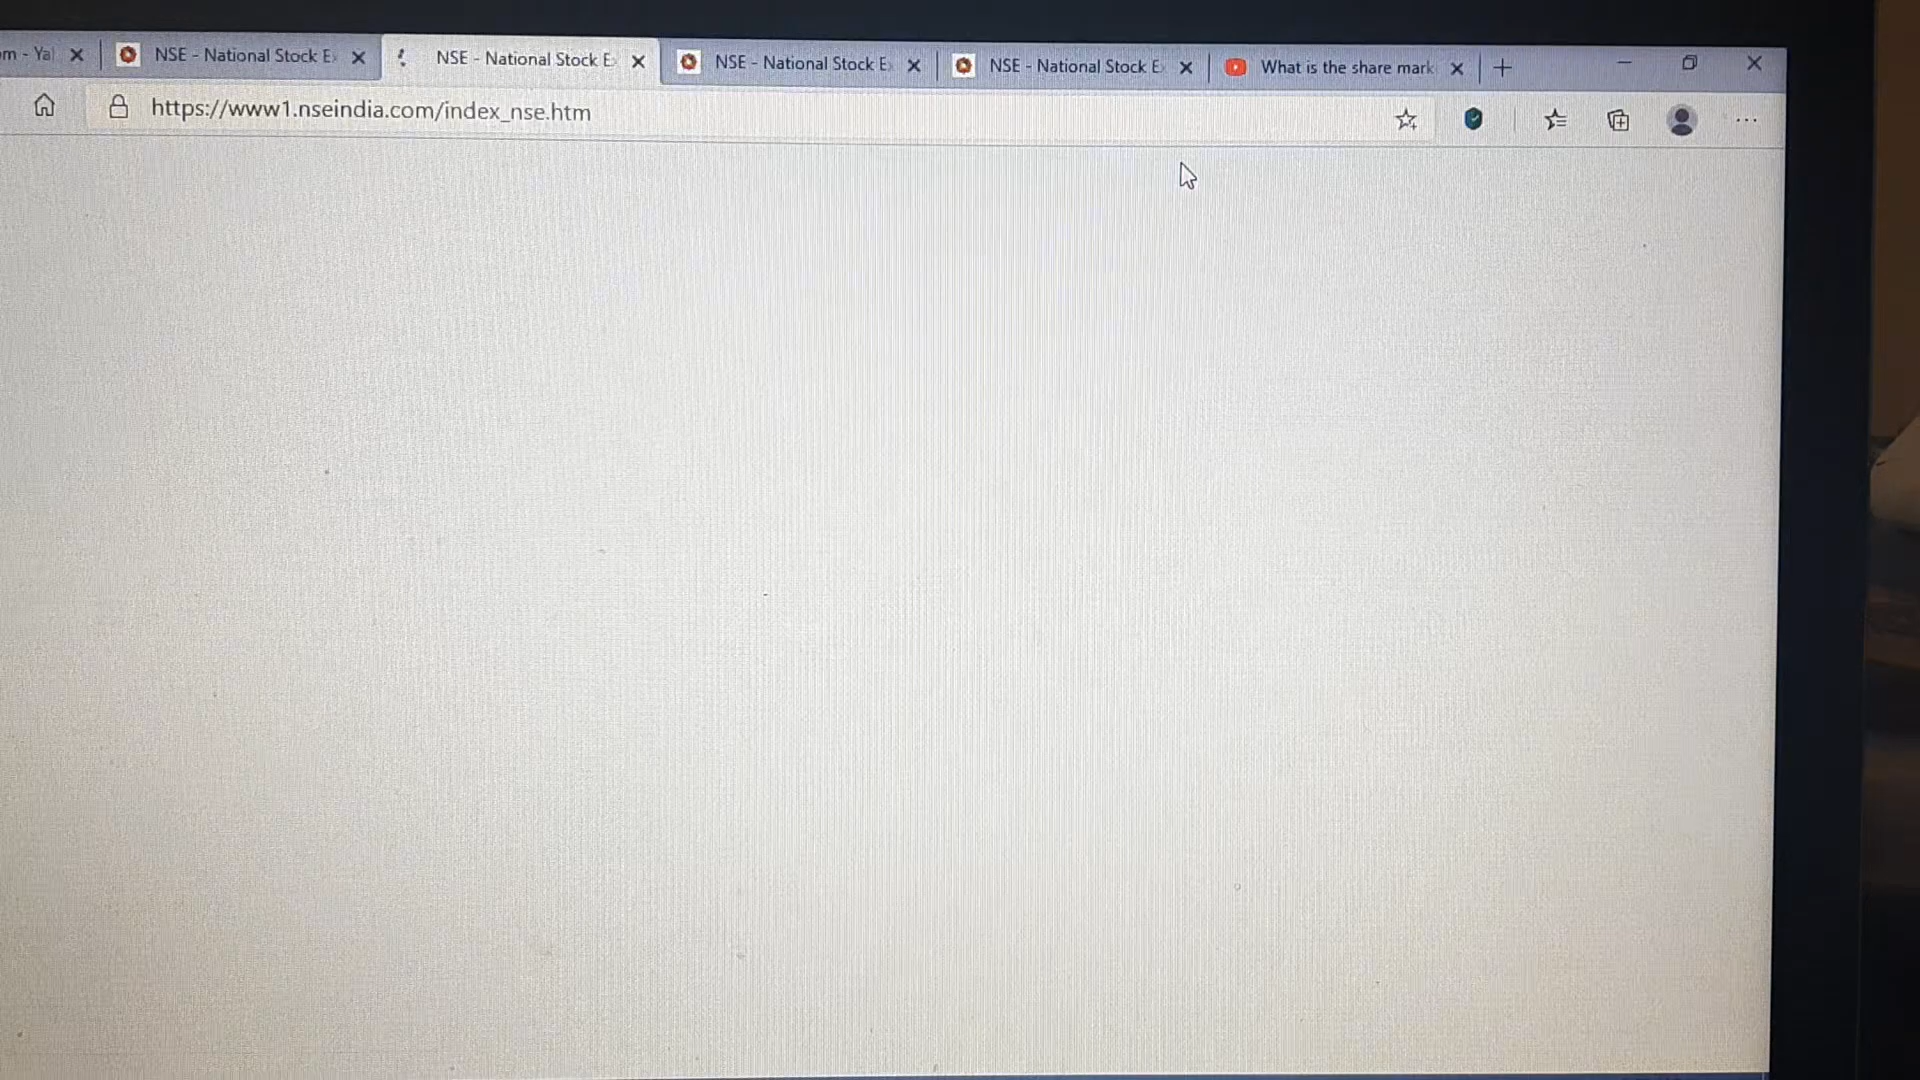 m - Ya
NSE - National Stock E
NSE - National Stock E
NSE - National Stock E
NSE - National Stock E
What is the share mark
https://www1.nseindia.com/index_nse.htm